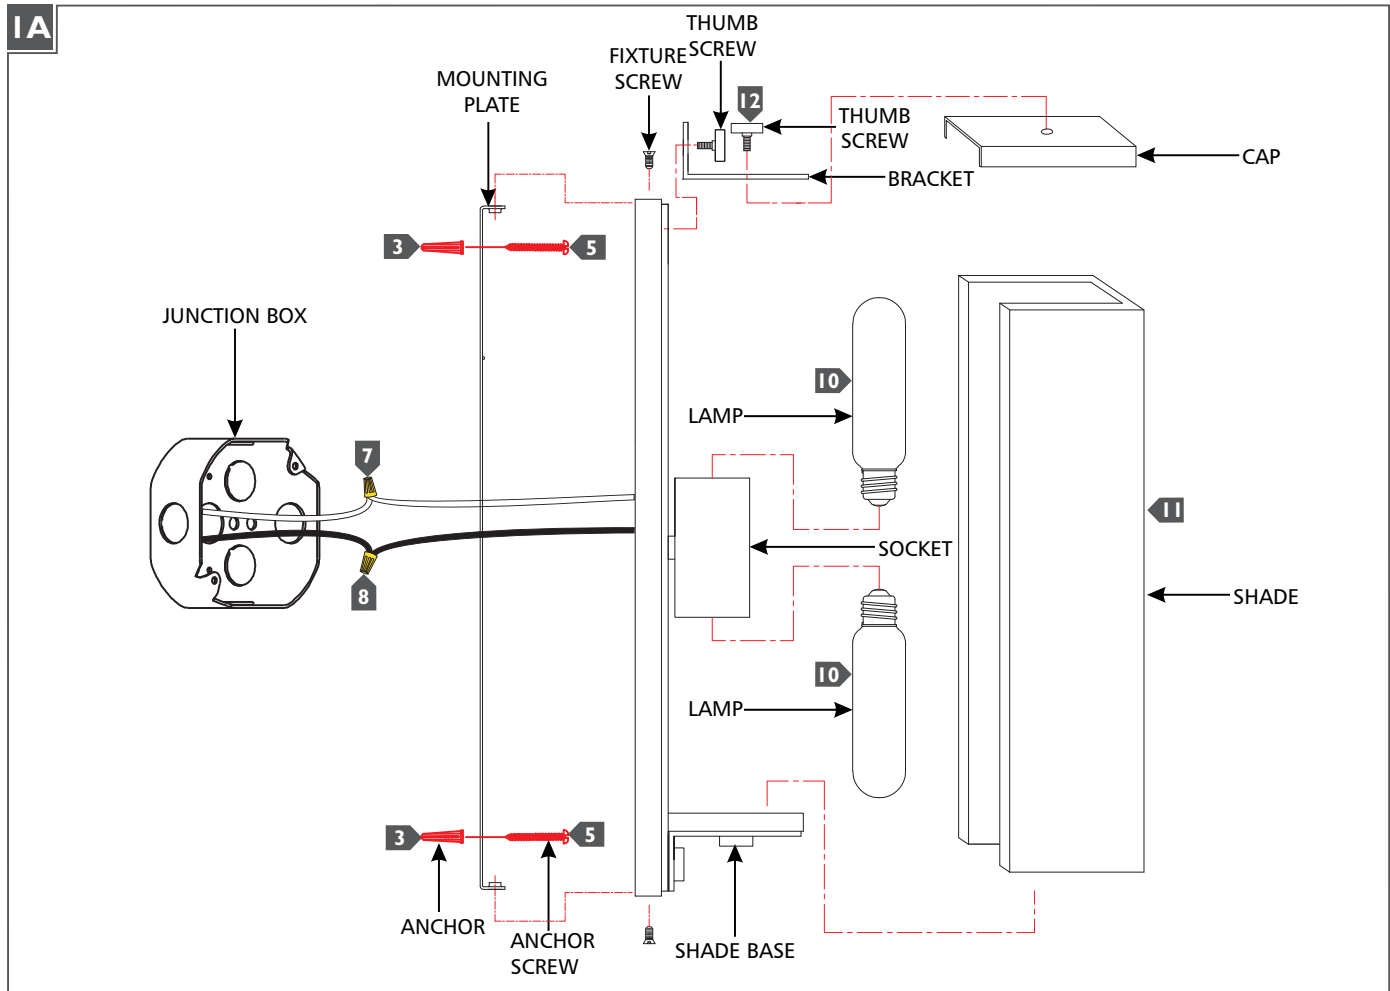 1A
THUMB
SCREW
FIXTURE
SCREW
MOUNTING
PLATE
12
THUMB
SCREW
CAP
BRACKET
3
5
JUNCTION BOX
10
LAMP
7
11
SOCKET
8
SHADE
10
LAMP
3
5
ANCHOR
ANCHOR
SCREW
SHADE BASE